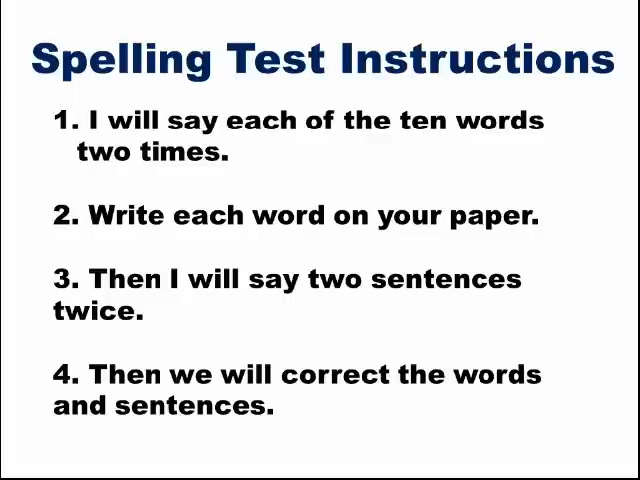 Spelling Test Instructions
1. I will say each of the ten words
two times.
2. Write each word on your paper.
3. Then I will say two sentences
twice.
4. Then we will correct the words
and sentences.